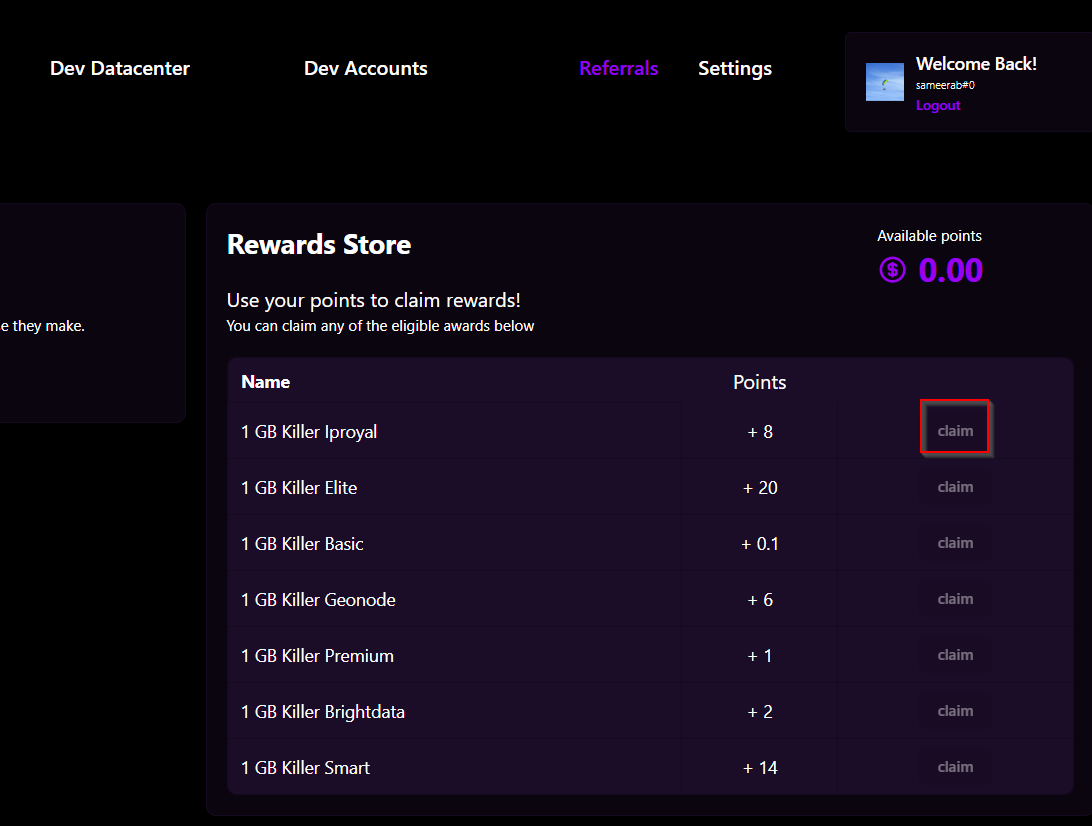 Dev Datacenter
Dev Accounts
Referrals
Settings
Welcome Back!
sameerab#0
Logout
e they make.
Rewards Store
Available points
$ 0.00
Use your points to claim rewards!
You can claim any of the eligible awards below
Name Points
1 GB Killer Iproyal + 8 claim
1 GB Killer Elite + 20 claim
1 GB Killer Basic + 0.1 claim
1 GB Killer Geonode + 6 claim
1 GB Killer Premium + 1 claim
1 GB Killer Brightdata + 2 claim
1 GB Killer Smart + 14 claim